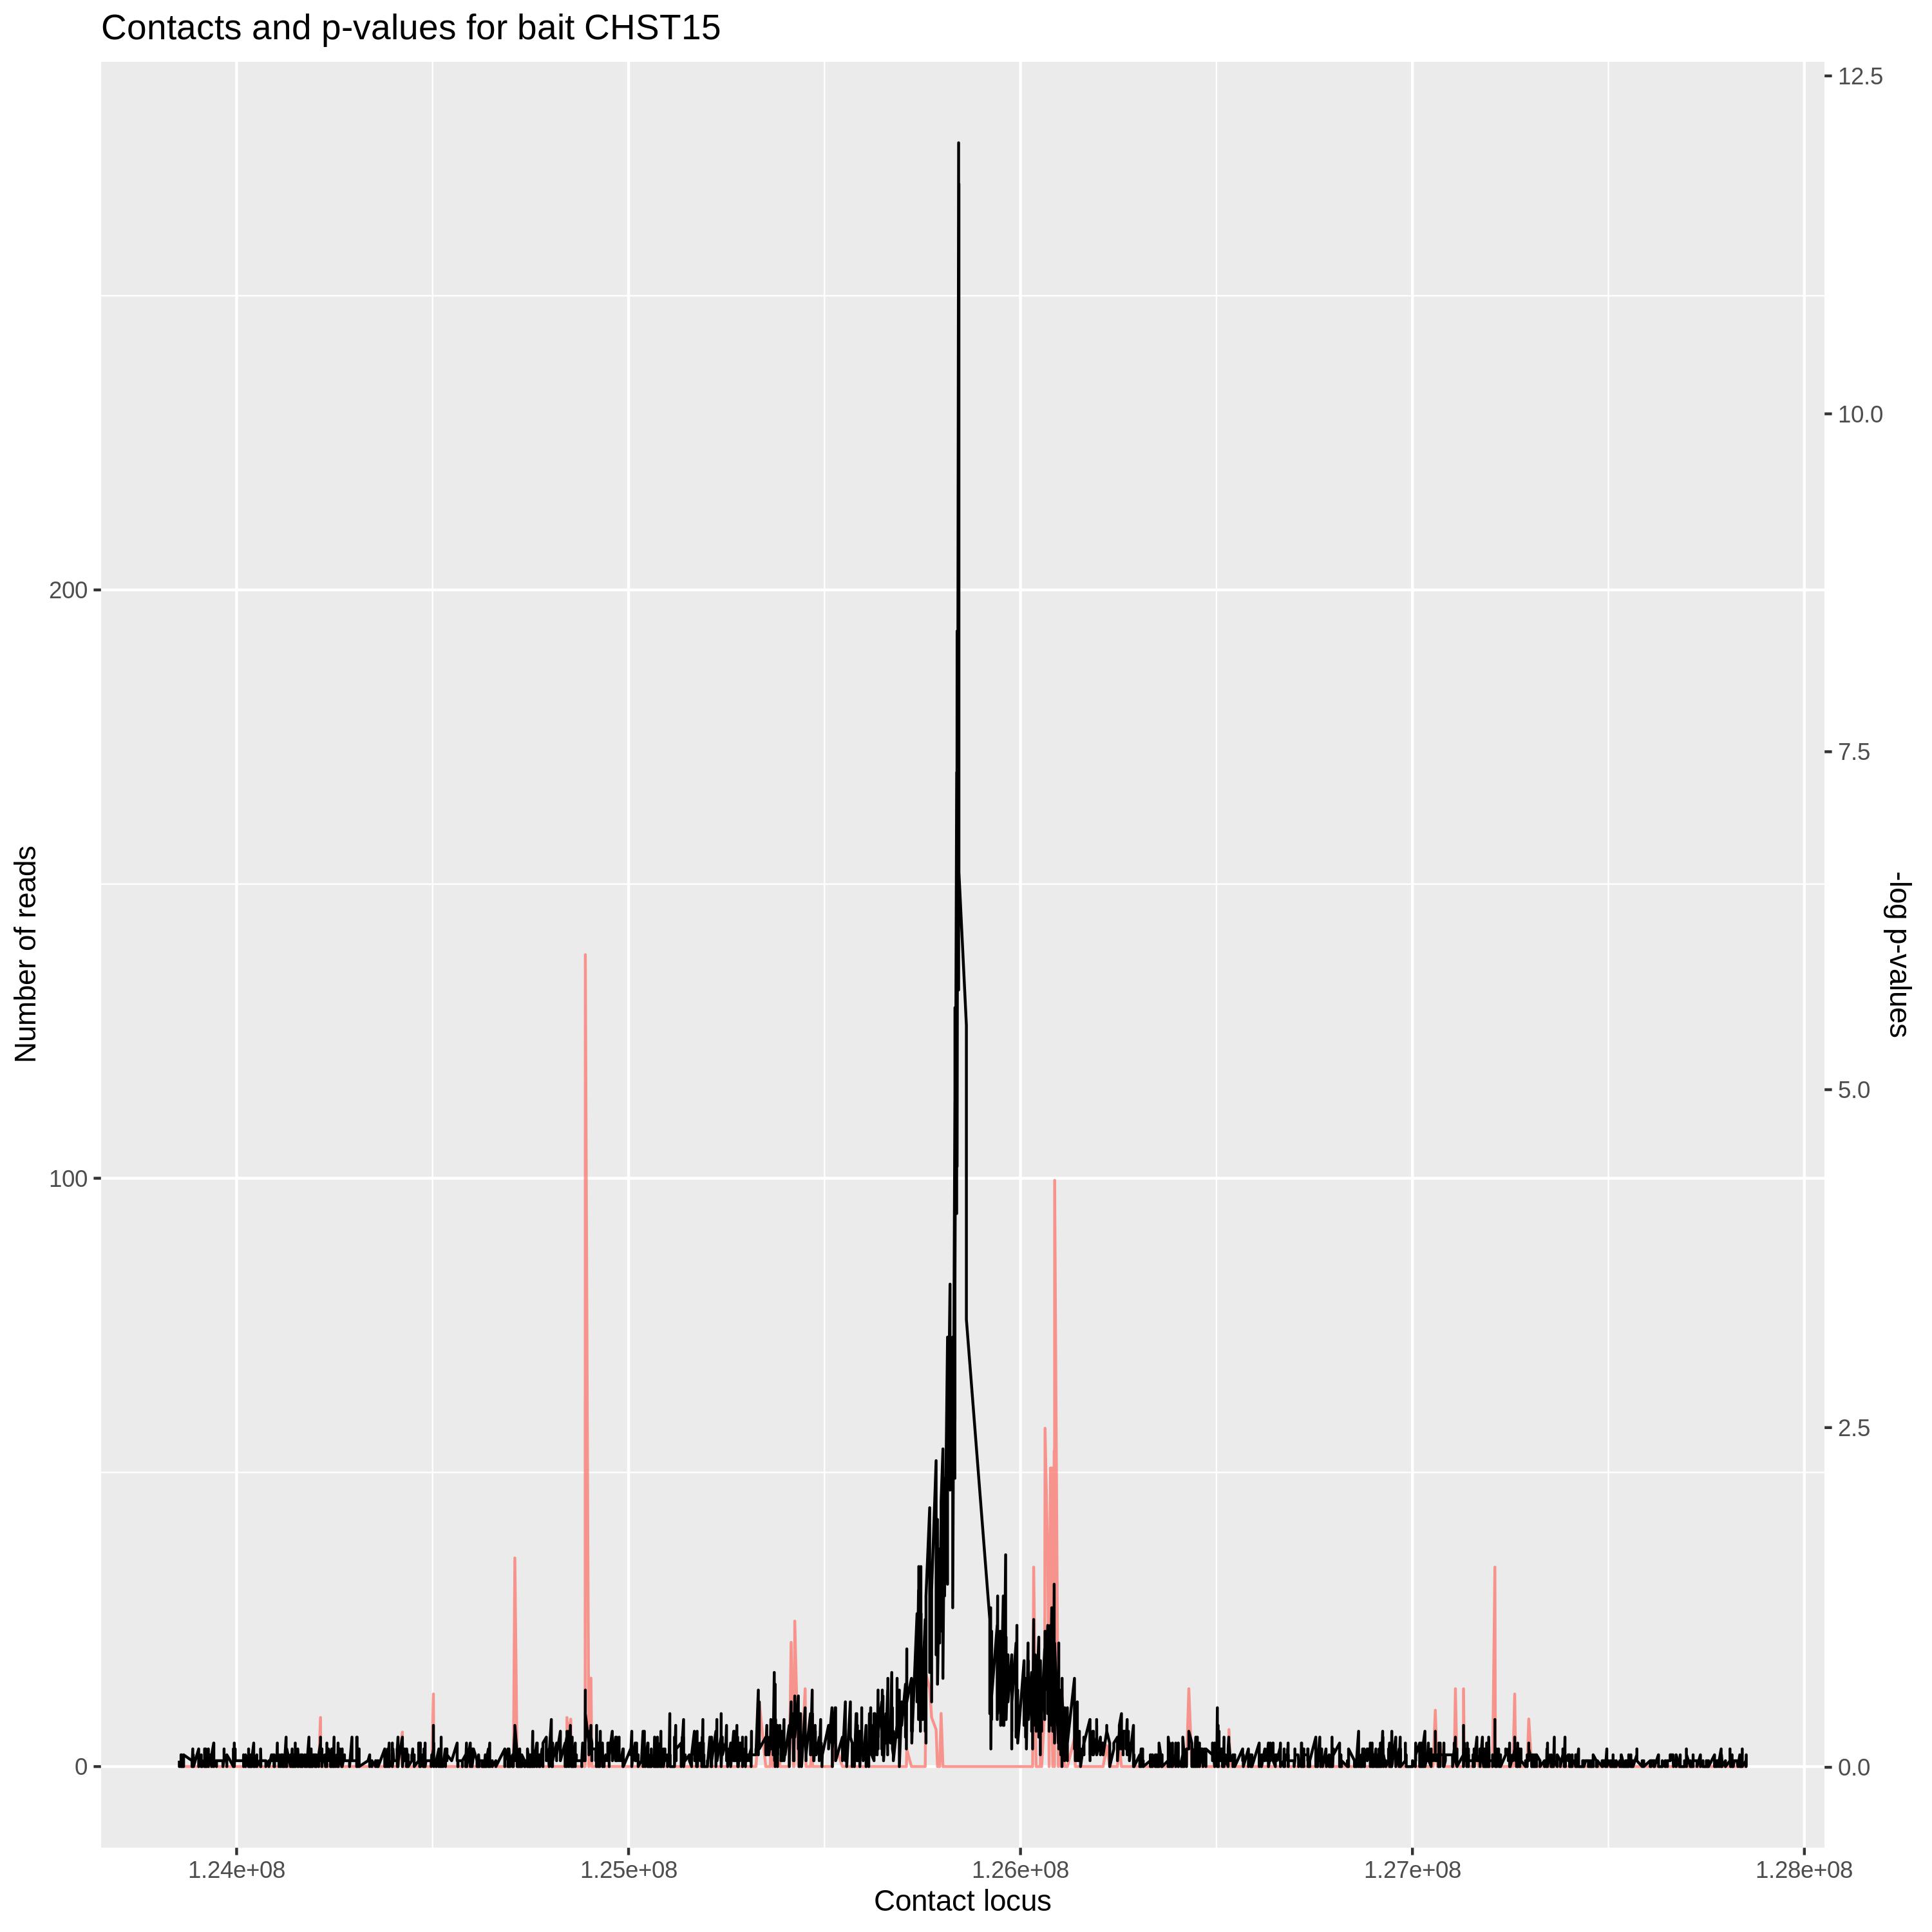 Contacts and p-values for bait CHST15
Number of reads
200
100
0
12.5
10.0
7.5
5.0
2.5
0.0
-log p-values
1.24e+08
1.25e+08
1.26e+08
1.27e+08
1.28e+08
Contact locus